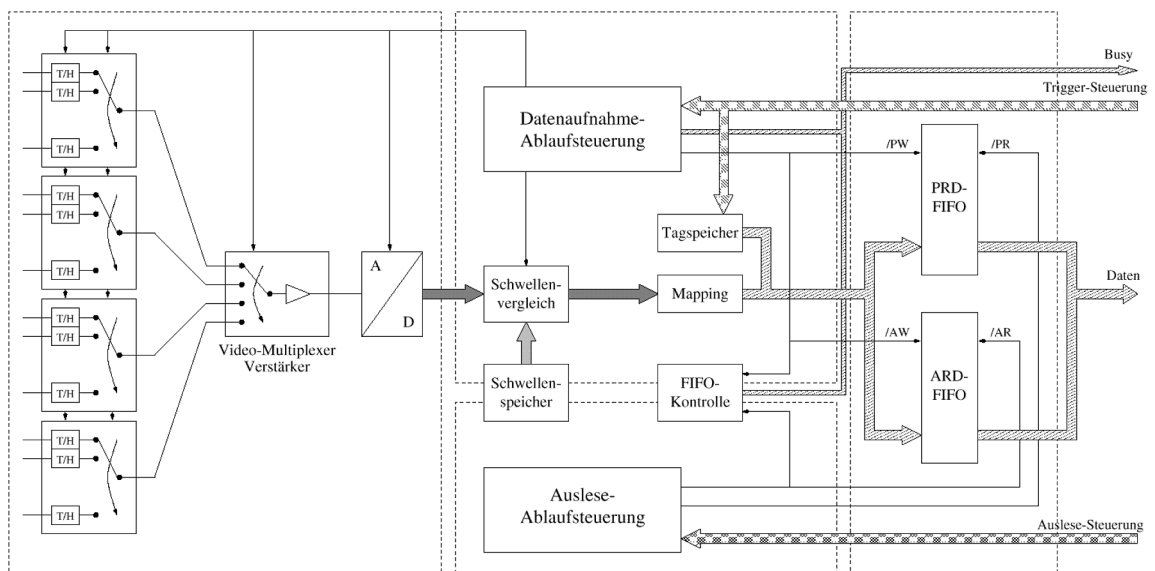 Busy
Trigger-Steuerung
T/H
T/H
T/H
T/H
T/H
T/H
T/H
T/H
T/H
T/H
T/H
T/H
Video-Multiplexer
Verstärker
A
D
Datenaufnahme-
Ablaufsteuerung
Tagspeicher
Schwellen-
vergleich
Mapping
Schwellen-
speicher
FIFO-
Kontrolle
Auslese-
Ablaufsteuerung
/PW
/PR
PRD-
FIFO
Daten
/AW
/AR
ARD-
FIFO
Auslese-Steuerung